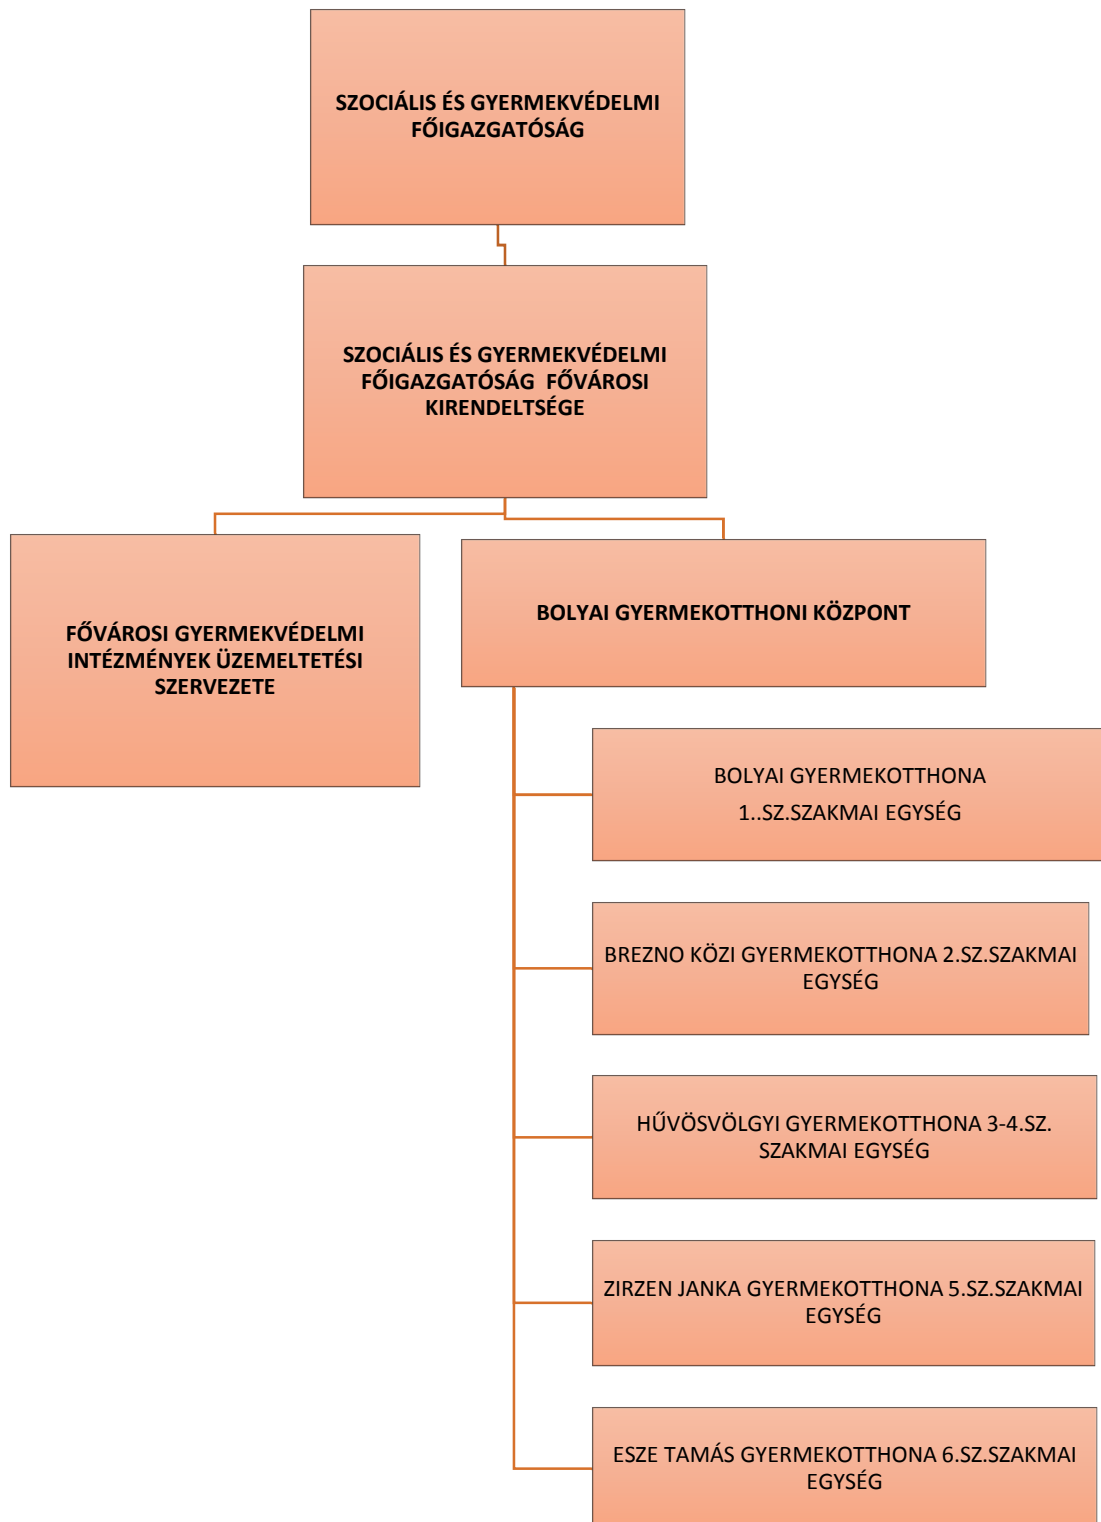 SZOCIÁLIS ÉS GYERMEKVÉDELMI
FŐIGAZGATÓSÁG
SZOCIÁLIS ÉS GYERMEKVÉDELMI
FŐIGAZGATÓSÁG FŐVÁROSI
KIRENDELTSÉGE
FŐVÁROSI GYERMEKVÉDELMI
INTÉZMÉNYEK ÜZEMELTETÉSI
SZERVEZETE
BOLYAI GYERMEKOTTHONI KÖZPONT
BOLYAI GYERMEKOTTHONA
1..SZ.SZAKMAI EGYSÉG
BREZNO KÖZI GYERMEKOTTHONA 2.SZ.SZAKMAI
EGYSÉG
HŰVÖSVÖLGYI GYERMEKOTTHONA 3-4.SZ.
SZAKMAI EGYSÉG
ZIRZEN JANKA GYERMEKOTTHONA 5.SZ.SZAKMAI
EGYSÉG
ESZE TAMÁS GYERMEKOTTHONA 6.SZ.SZAKMAI
EGYSÉG